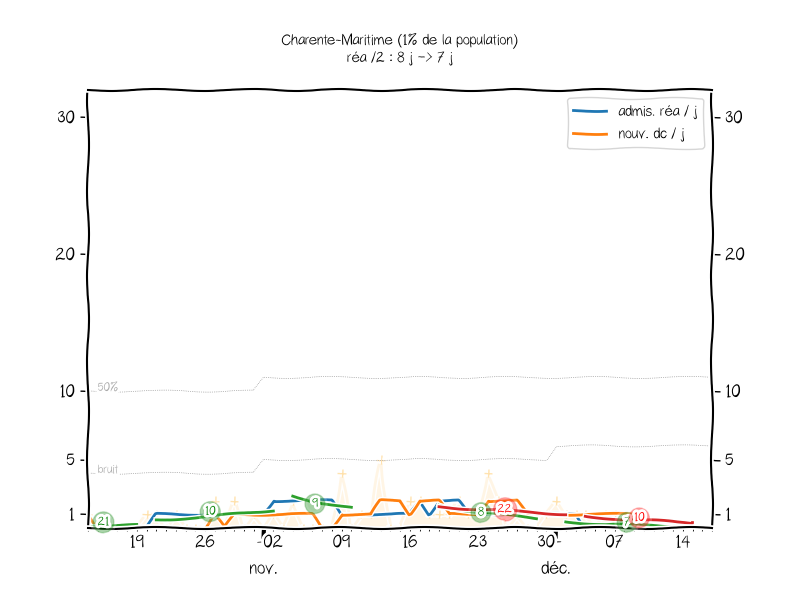 Charente-Maritime (1% de la population)
réa /2 : 8 j -> 7 j
admis. réa / j
nouv. dc / j
30 30
20 20
50%
10 10
bruit
5 5
1 1
21 10 9 8 22 7 10
19 26 02 09 16 23 30 07 14
nov. déc.